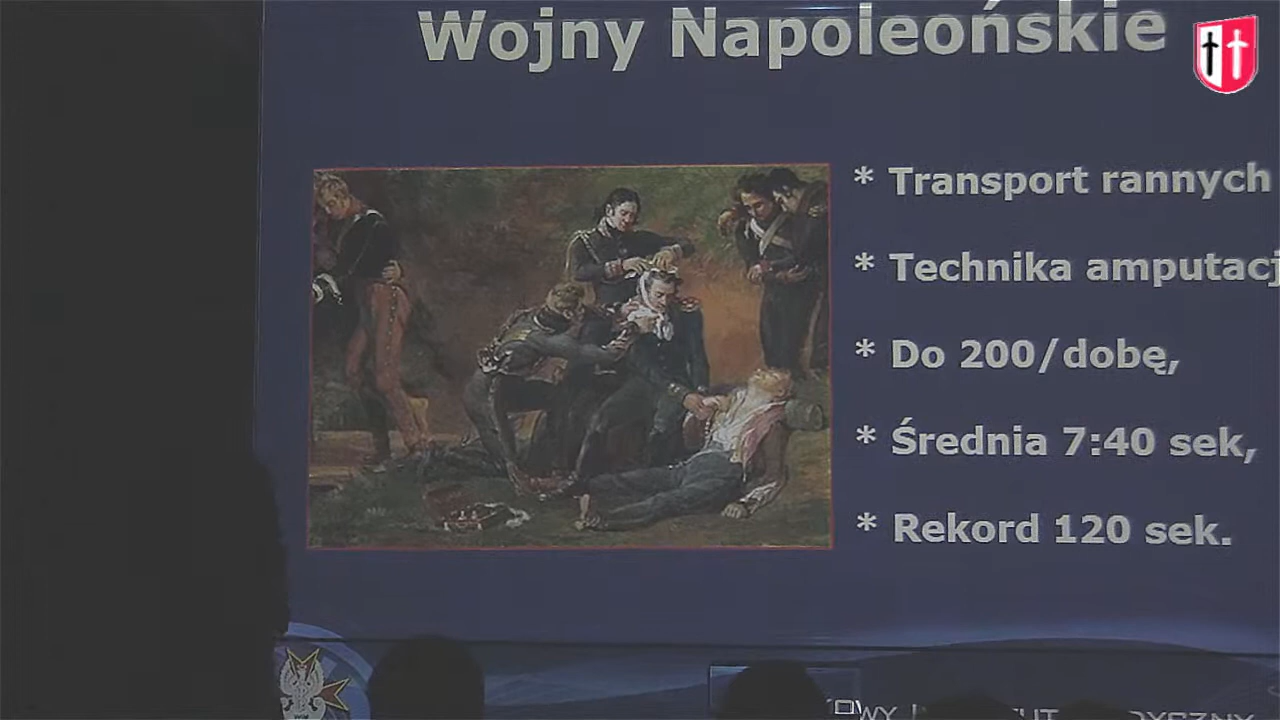 Wojny Napoleońskie
* Transport rannych
* Technika amputacj
* Do 200/dobę,
* Średnia 7:40 sek,
* Rekord 120 sek.